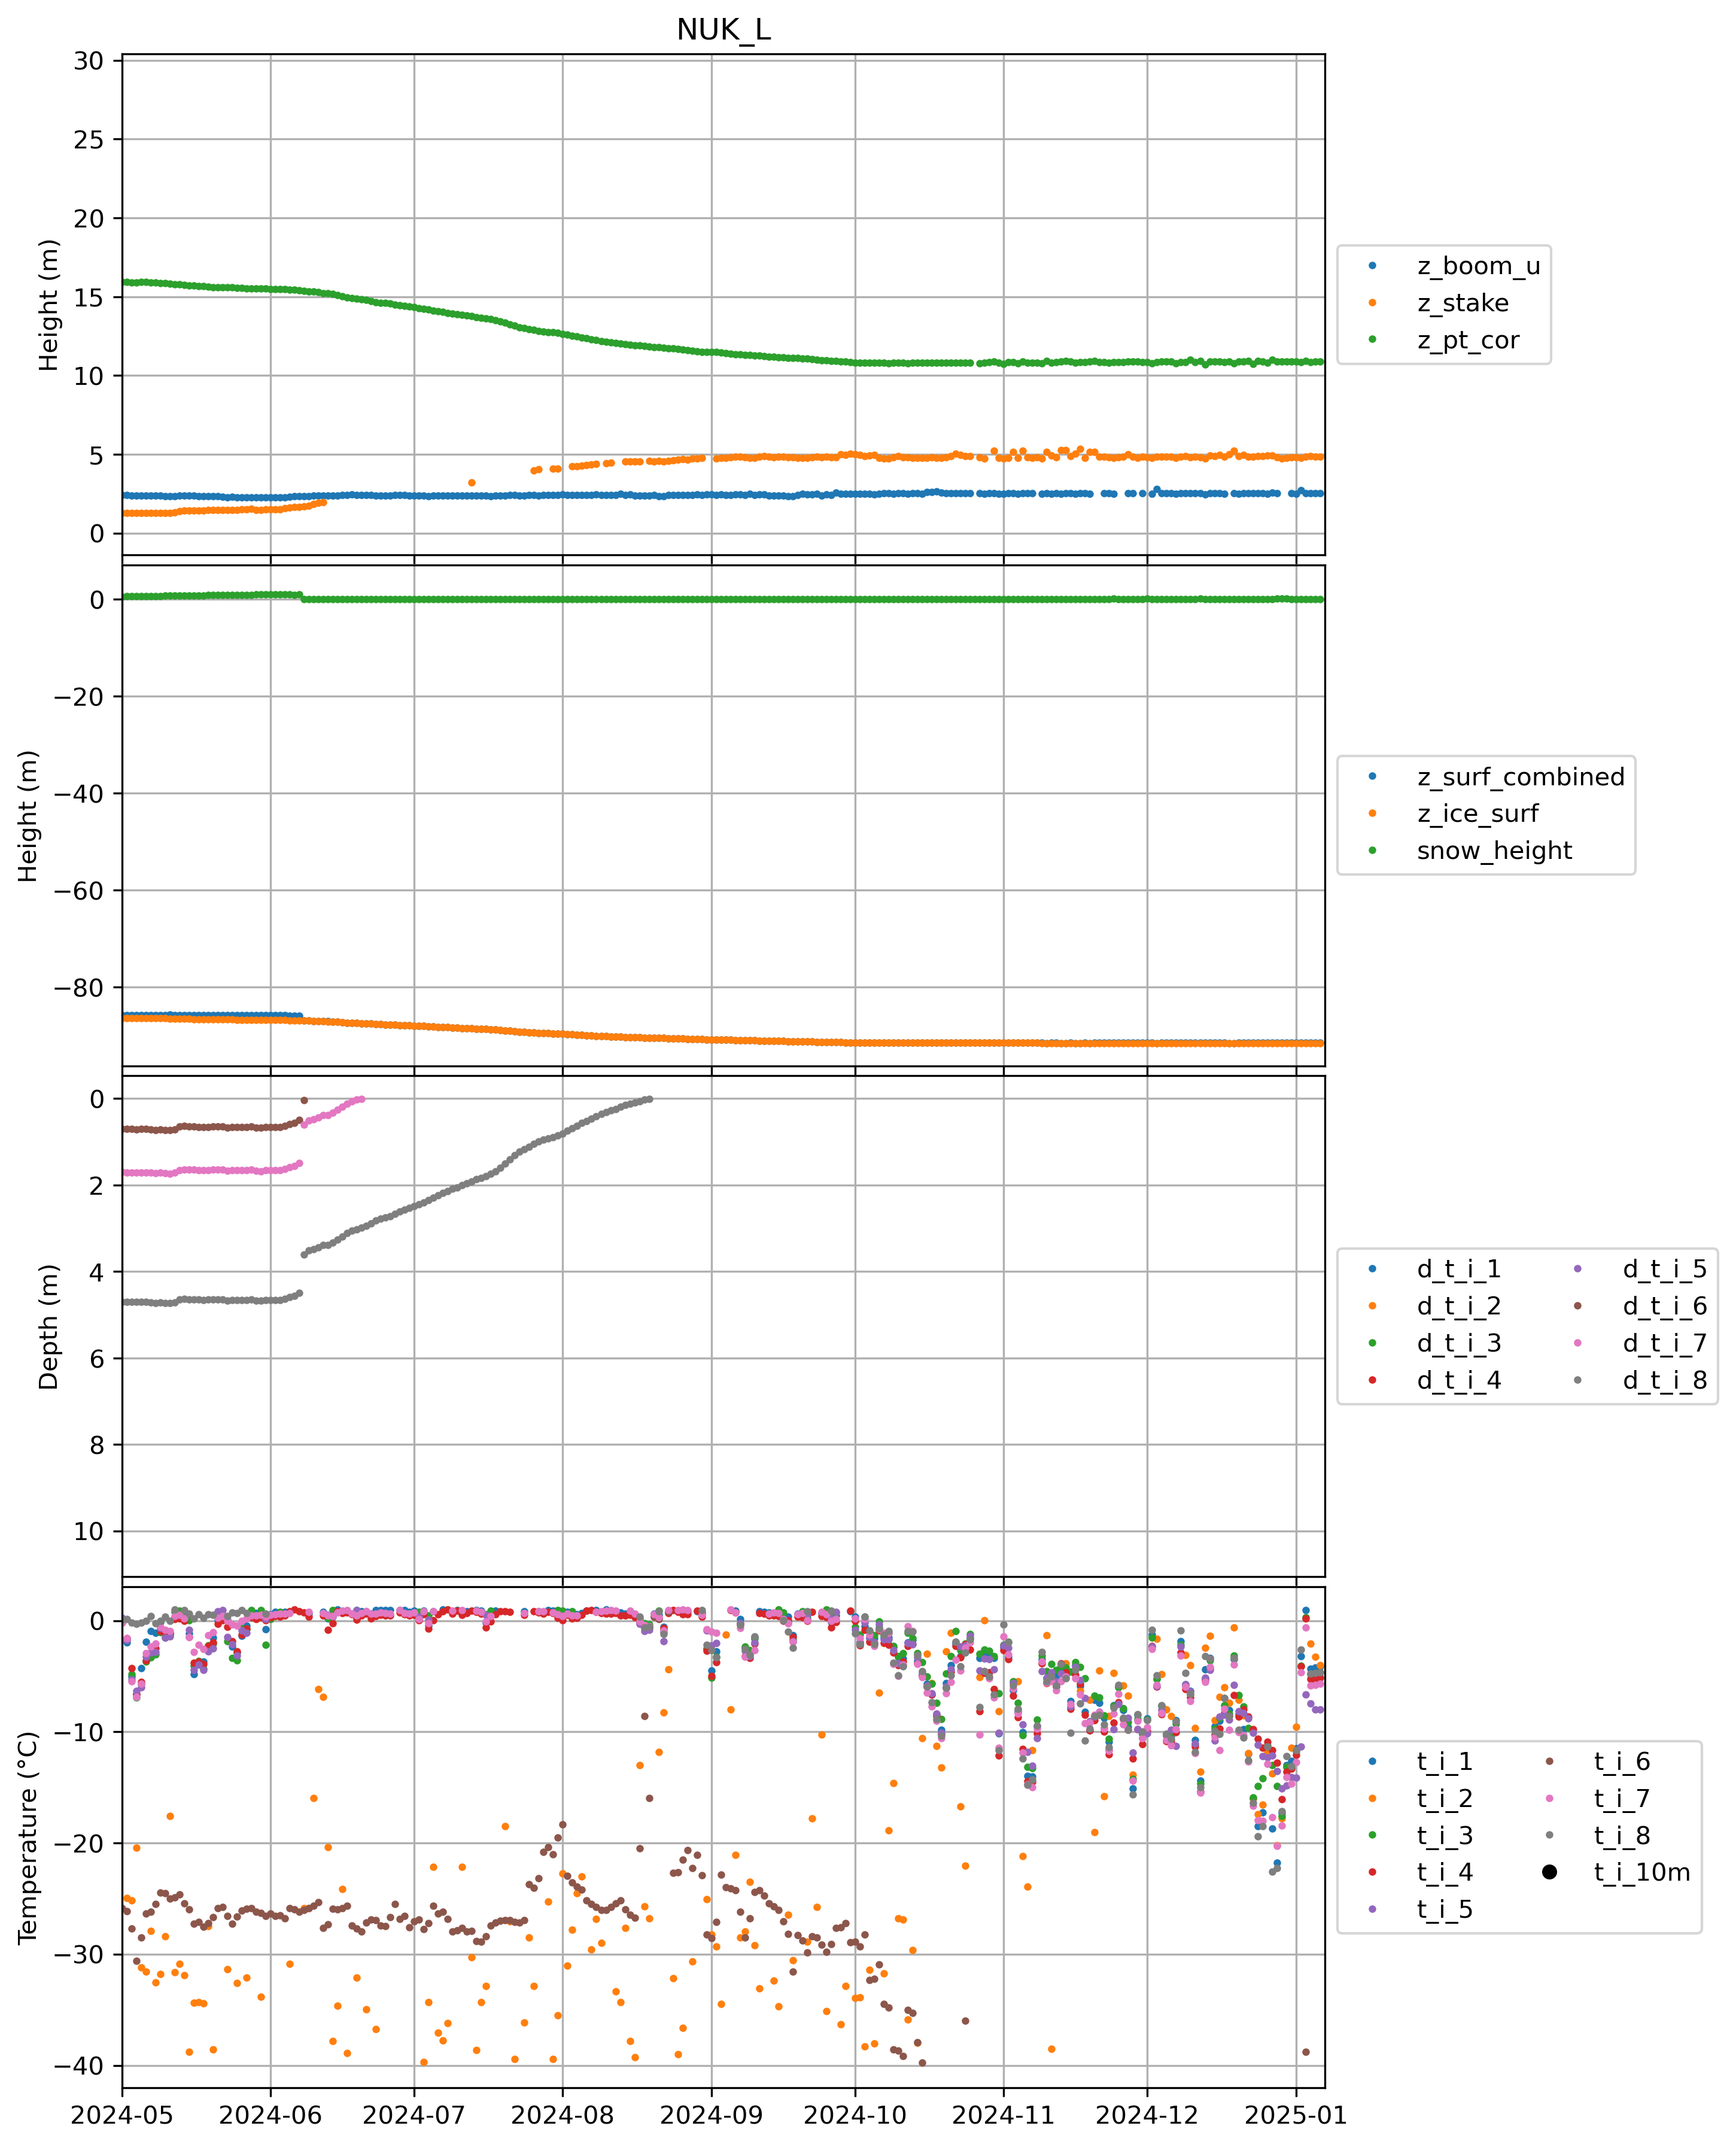 NUK_L
30
25
20
15
10
5
0
Height (m)
z_boom_u
z_stake
z_pt_cor
0
−20
−40
−60
−80
Height (m)
z_surf_combined
z_ice_surf
snow_height
0
2
4
6
8
10
Depth (m)
d_t_i_1
d_t_i_2
d_t_i_3
d_t_i_4
d_t_i_5
d_t_i_6
d_t_i_7
d_t_i_8
0
−10
−20
−30
−40
Temperature (°C)
t_i_1
t_i_2
t_i_3
t_i_4
t_i_5
t_i_6
t_i_7
t_i_8
t_i_10m
2024-05 2024-06 2024-07 2024-08 2024-09 2024-10 2024-11 2024-12 2025-01